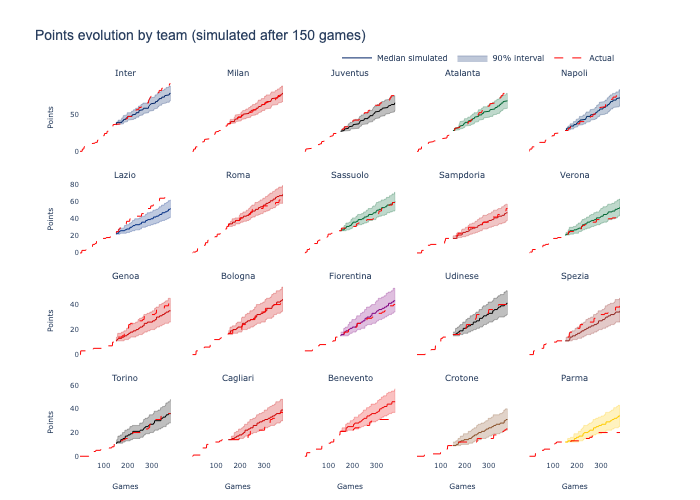 Points evolution by team (simulated after 150 games)
Median simulated 90% interval Actual
Inter Milan Juventus Atalanta Napoli
Points
50
0
Lazio Roma Sassuolo Sampdoria Verona
Points
80
60
40
20
0
Genoa Bologna Fiorentina Udinese Spezia
Points
40
20
0
Torino Cagliari Benevento Crotone Parma
Points
60
40
20
0
100 200 300 100 200 300 100 200 300 100 200 300 100 200 300
Games Games Games Games Games